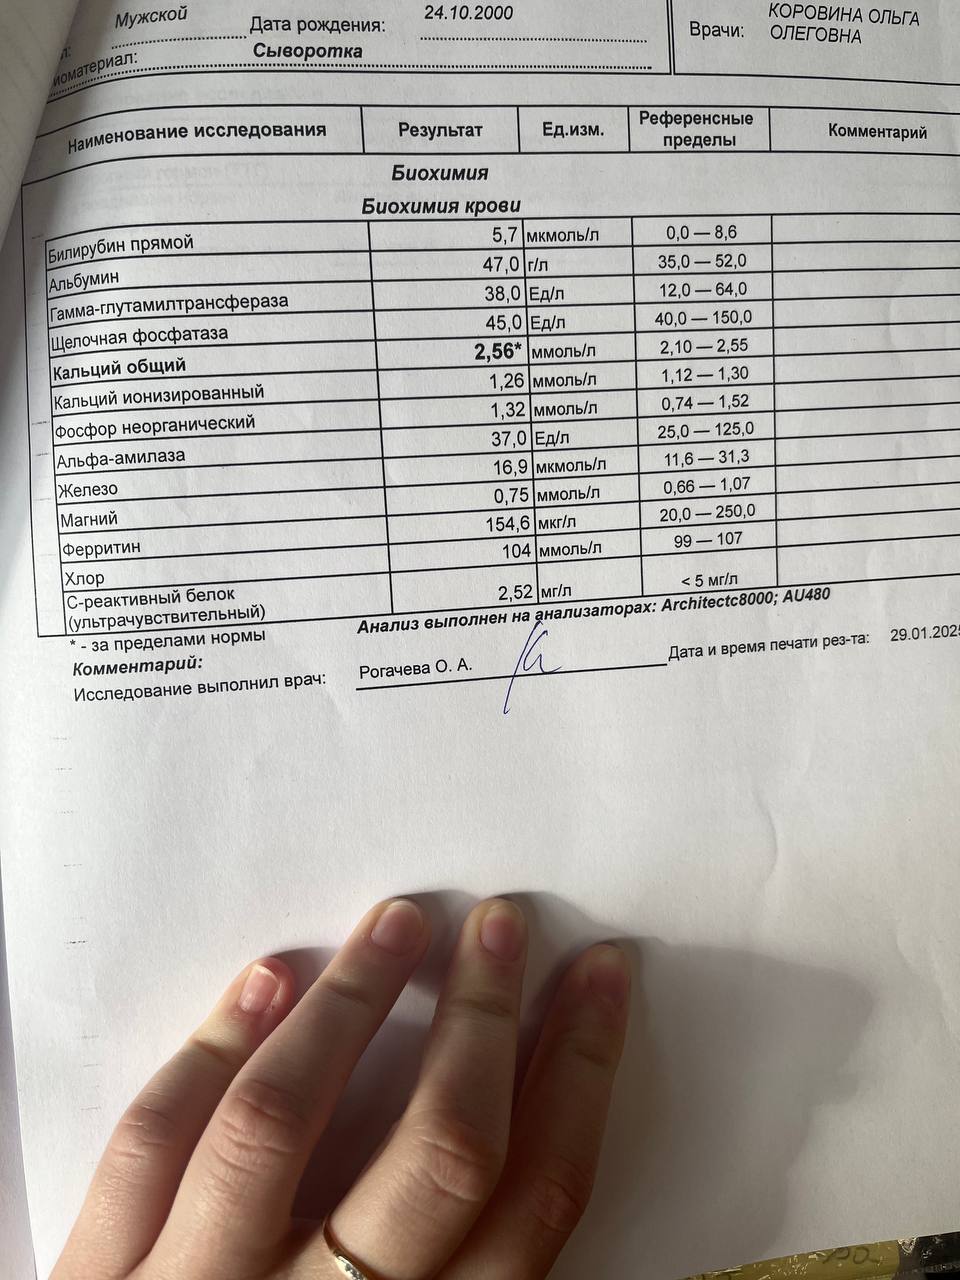 Мужской Дата рождения: 24.10.2000
Врачи: КОРОВИНА ОЛЬГА ОЛЕГОВНА
Сыворотка
Наименование исследования Результат Ед.изм. Референсные пределы Комментарий
Биохимия
Биохимия крови
Билирубин прямой 5,7 мкмоль/л 0,0 — 8,6
Альбумин 47,0 г/л 35,0 — 52,0
Гамма-глутамилтрансфераза 38,0 Ед/л 12,0 — 64,0
Щелочная фосфатаза 45,0 Ед/л 40,0 — 150,0
Кальций общий 2,56* ммоль/л 2,10 — 2,55
Кальций ионизированный 1,26 ммоль/л 1,12 — 1,30
Фосфор неорганический 1,32 ммоль/л 0,74 — 1,52
Альфа-амилаза 37,0 Ед/л 25,0 — 125,0
Железо 16,9 мкмоль/л 11,6 — 31,3
Магний 0,75 ммоль/л 0,66 — 1,07
Ферритин 154,6 мкг/л 20,0 — 250,0
Хлор 104 ммоль/л 99 — 107
С-реактивный белок (ультрачувствительный) 2,52 мг/л < 5 мг/л
* - за пределами нормы Анализ выполнен на анализаторах: Architectc8000; AU480
Комментарий:
Исследование выполнил врач: Рогачева О. А. Дата и время печати рез-та: 29.01.2025